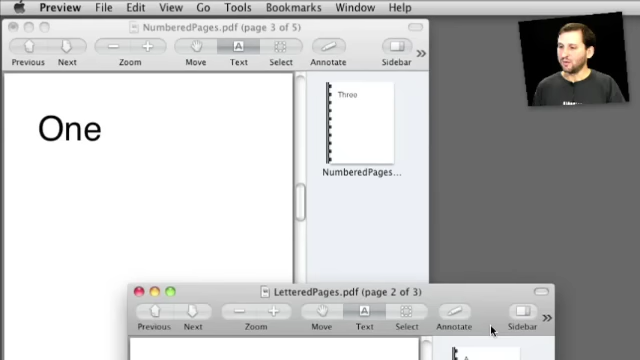 Preview File Edit View Go Tools Bookmarks Window Help
NumberedPages.pdf (page 3 of 5)
Previous Next Zoom Move Text Select Annotate Sidebar
One
Three
NumberedPages...
LetteredPages.pdf (page 2 of 3)
Previous Next Zoom Move Text Select Annotate Sidebar
A